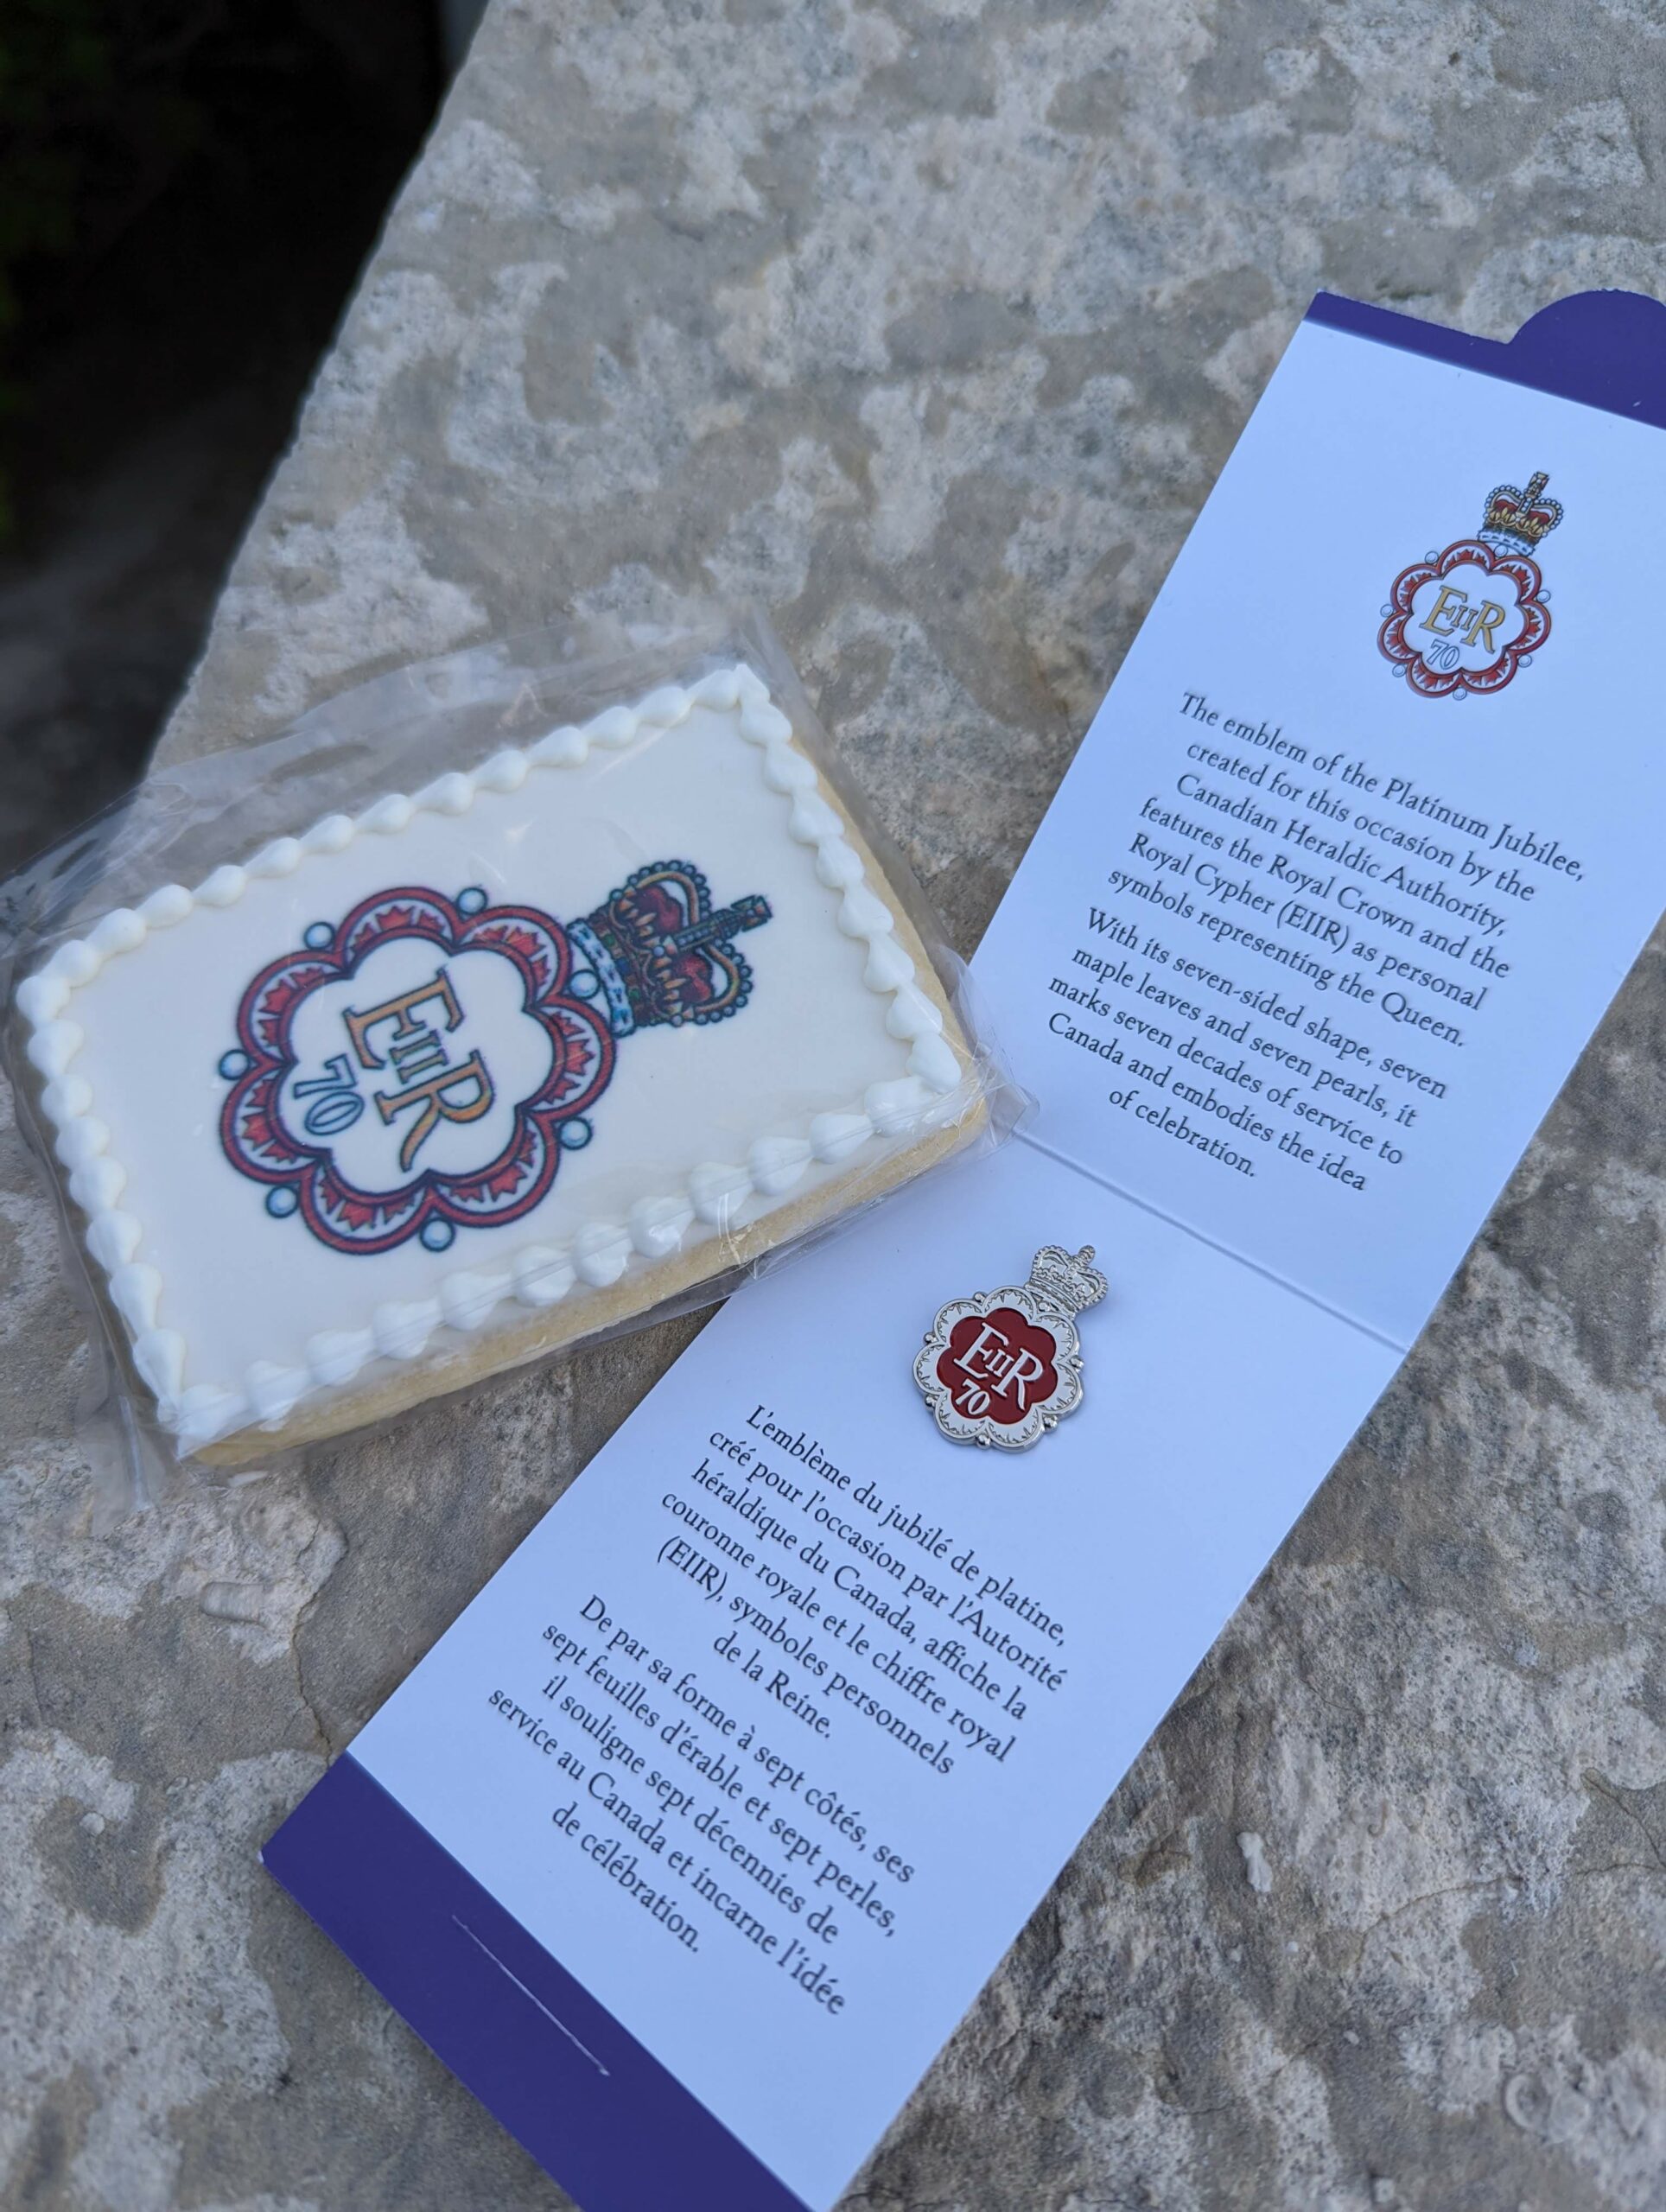 EIIR
70
EIIR
70
The emblem of the Platinum Jubilee,
created for this occasion by the
Canadian Heraldic Authority,
features the Royal Crown and the
Royal Cypher (EIIR) as personal
symbols representing the Queen.
With its seven-sided shape, seven
maple leaves and seven pearls, it
marks seven decades of service to
Canada and embodies the idea
of celebration.
EIIR
70
L'emblème du jubilé de platine,
créé pour l'occasion par l'Autorité
héraldique du Canada, affiche la
couronne royale et le chiffre royal
(EIIR), symboles personnels
de la Reine.
De par sa forme à sept côtés, ses
sept feuilles d'érable et sept perles,
il souligne sept décennies de
service au Canada et incarne l'idée
de célébration.